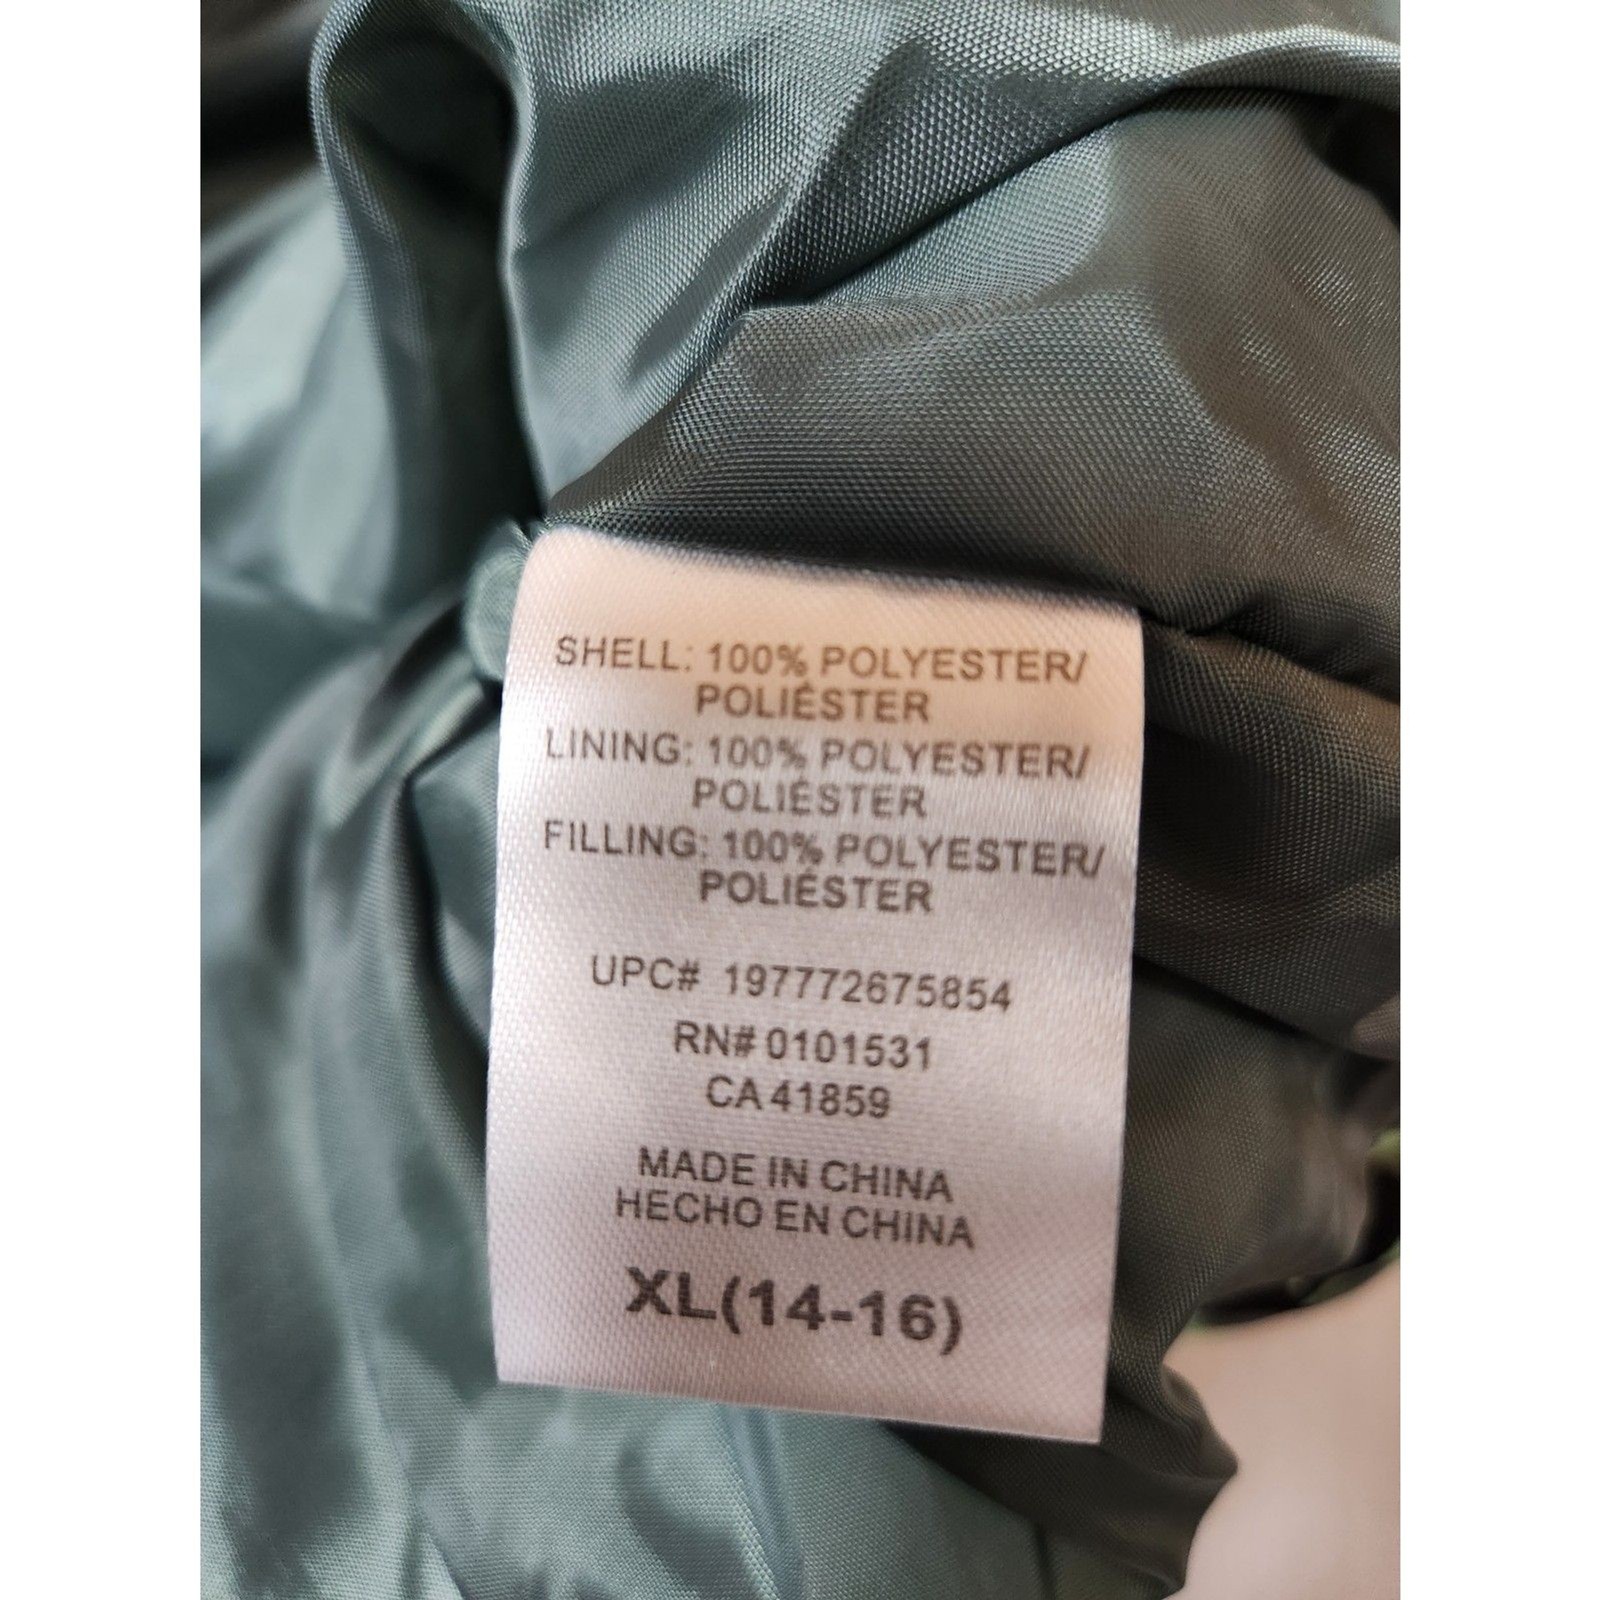 SHELL: 100% POLYESTER/
POLIÉSTER
LINING: 100% POLYESTER/
POLIÉSTER
FILLING: 100% POLYESTER/
POLIÉSTER
UPC# 197772675854
RN# 0101531
CA 41859
MADE IN CHINA
HECHO EN CHINA
XL(14-16)